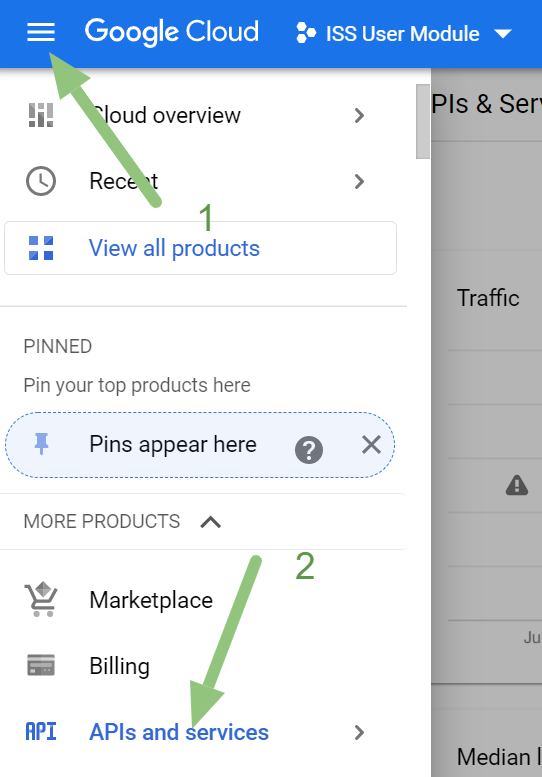 Google Cloud
ISS User Module
Cloud overview
PIs & Serv
Recent
1
View all products
Traffic
PINNED
Pin your top products here
Pins appear here
?
MORE PRODUCTS
2
Marketplace
Ju
Billing
API
APIs and services
Median l